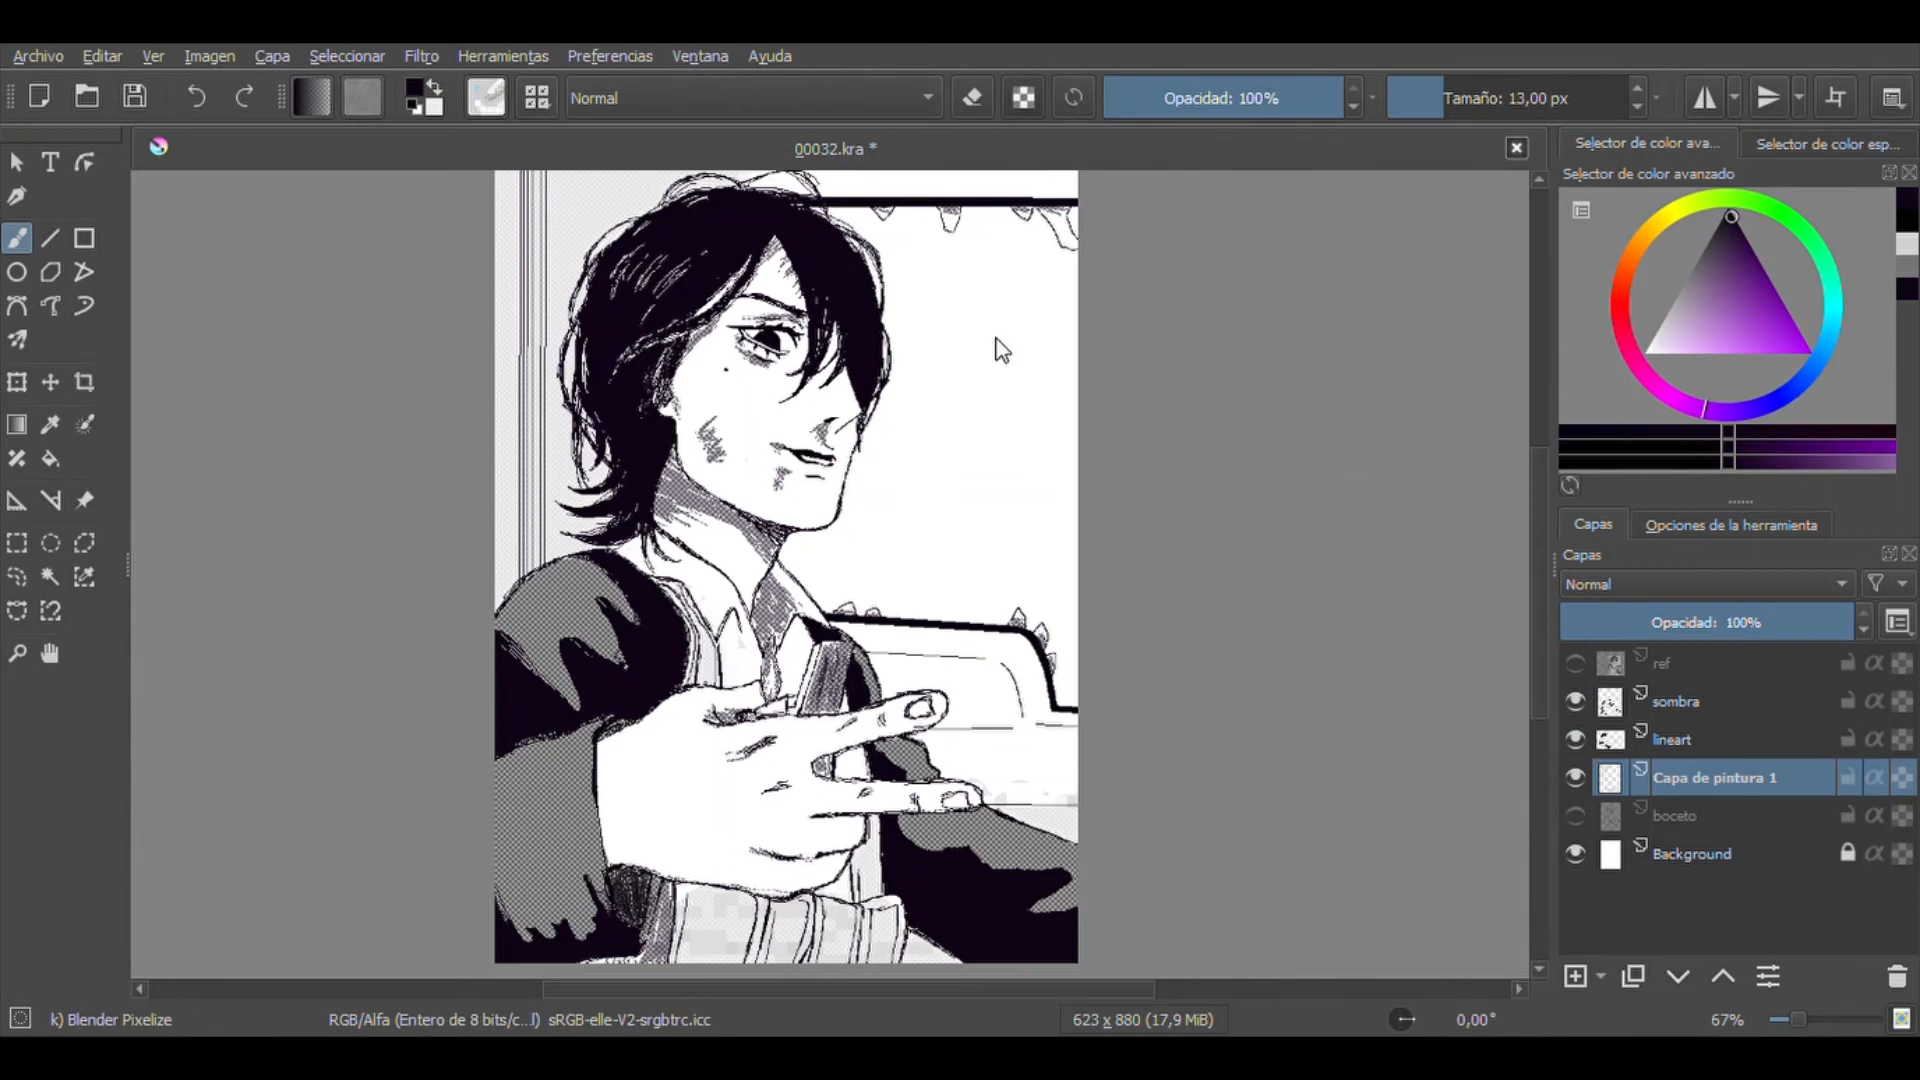 Archivo Editar Ver Imagen Capa Seleccionar Filtro Herramientas Preferencias Ventana Ayuda
Normal Opacidad: 100% Tamaño: 13,00 px
00032.kra *
Selector de color ava... Selector de color esp...
Selector de color avanzado
Capas Opciones de la herramienta
Capas
Normal
Opacidad: 100%
ref
sombra
lineart
Capa de pintura 1
boceto
Background
k) Blender Pixelize RGB/Alfa (Entero de 8 bits/c...l) sRGB-elle-V2-srgbtrc.icc 623 x 880 (17,9 MiB) 0,00° 67%